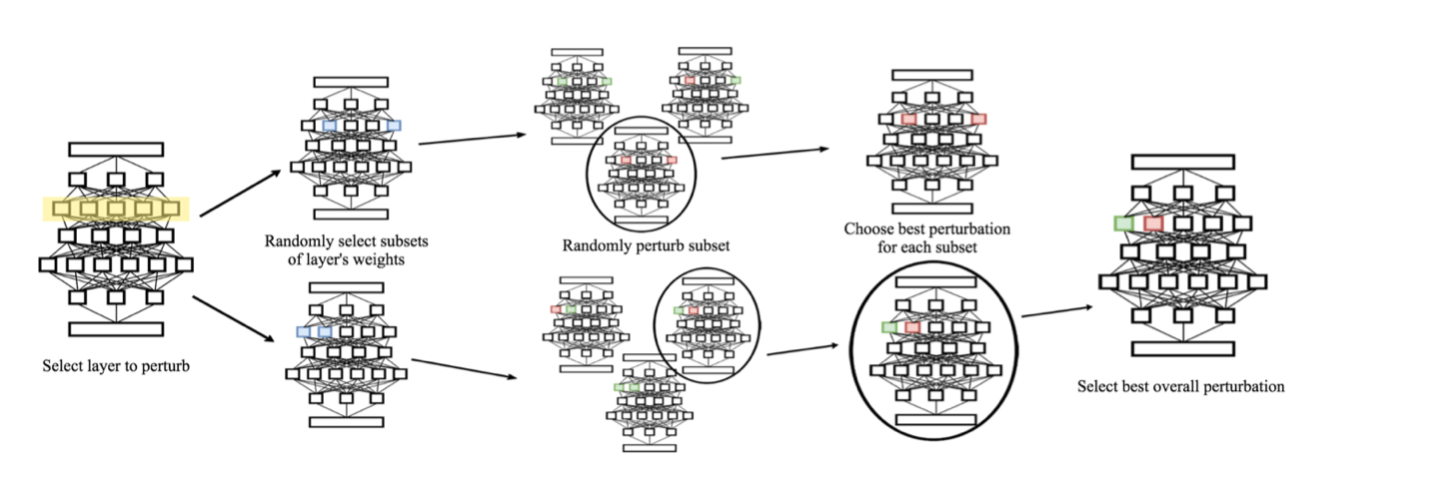 Select layer to perturb
Randomly select subsets
of layer's weights
Randomly perturb subset
Choose best perturbation
for each subset
Select best overall perturbation